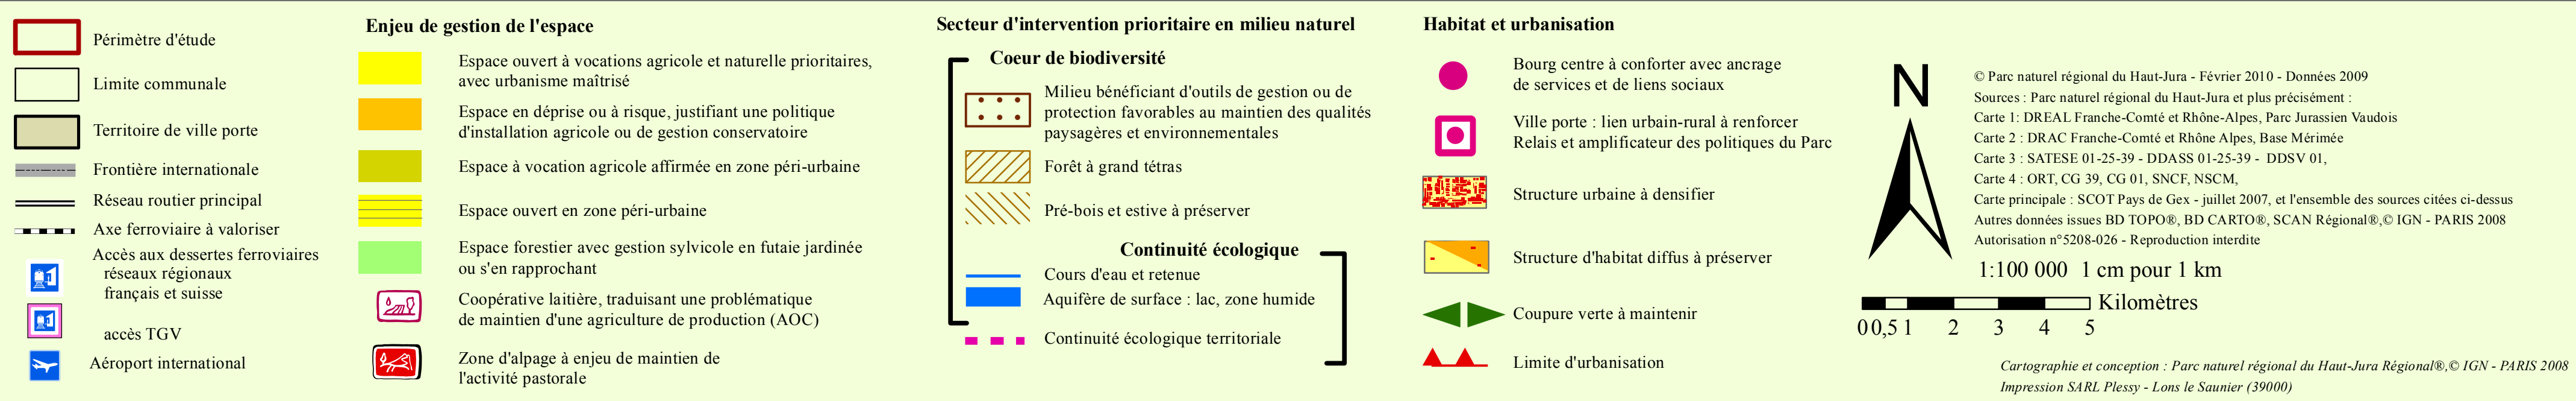 Périmètre d'étude
Limite communale
Territoire de ville porte
Frontière internationale
Réseau routier principal
Axe ferroviaire à valoriser
Accès aux dessertes ferroviaires
réseaux régionaux
français et suisse
accès TGV
Aéroport international
Enjeu de gestion de l'espace
Espace ouvert à vocations agricole et naturelle prioritaires,
avec urbanisme maîtrisé
Espace en déprise ou à risque, justifiant une politique
d'installation agricole ou de gestion conservatoire
Espace à vocation agricole affirmée en zone péri-urbaine
Espace ouvert en zone péri-urbaine
Espace forestier avec gestion sylvicole en futaie jardinée
ou s'en rapprochant
Coopérative laitière, traduisant une problématique
de maintien d'une agriculture de production (AOC)
Zone d'alpage à enjeu de maintien de
l'activité pastorale
Secteur d'intervention prioritaire en milieu naturel
Coeur de biodiversité
Milieu bénéficiant d'outils de gestion ou de
protection favorables au maintien des qualités
paysagères et environnementales
Forêt à grand tétras
Pré-bois et estive à préserver
Continuité écologique
Cours d'eau et retenue
Aquifère de surface : lac, zone humide
Continuité écologique territoriale
Habitat et urbanisation
Bourg centre à conforter avec ancrage
de services et de liens sociaux
Ville porte : lien urbain-rural à renforcer
Relais et amplificateur des politiques du Parc
Structure urbaine à densifier
Structure d'habitat diffus à préserver
Coupure verte à maintenir
Limite d'urbanisation
N
© Parc naturel régional du Haut-Jura - Février 2010 - Données 2009
Sources : Parc naturel régional du Haut-Jura et plus précisément :
Carte 1: DREAL Franche-Comté et Rhône-Alpes, Parc Jurassien Vaudois
Carte 2 : DRAC Franche-Comté et Rhône Alpes, Base Mérimée
Carte 3 : SATESE 01-25-39 - DDASS 01-25-39 - DDSV 01,
Carte 4 : ORT, CG 39, CG 01, SNCF, NSCM,
Carte principale : SCOT Pays de Gex - juillet 2007, et l'ensemble des sources citées ci-dessus
Autres données issues BD TOPO®, BD CARTO®, SCAN Régional®,© IGN - PARIS 2008
Autorisation n°5208-026 - Reproduction interdite
1:100 000 1 cm pour 1 km
Kilomètres
0 0,5 1 2 3 4 5
Cartographie et conception : Parc naturel régional du Haut-Jura Régional®,© IGN - PARIS 2008
Impression SARL Plessy - Lons le Saunier (39000)